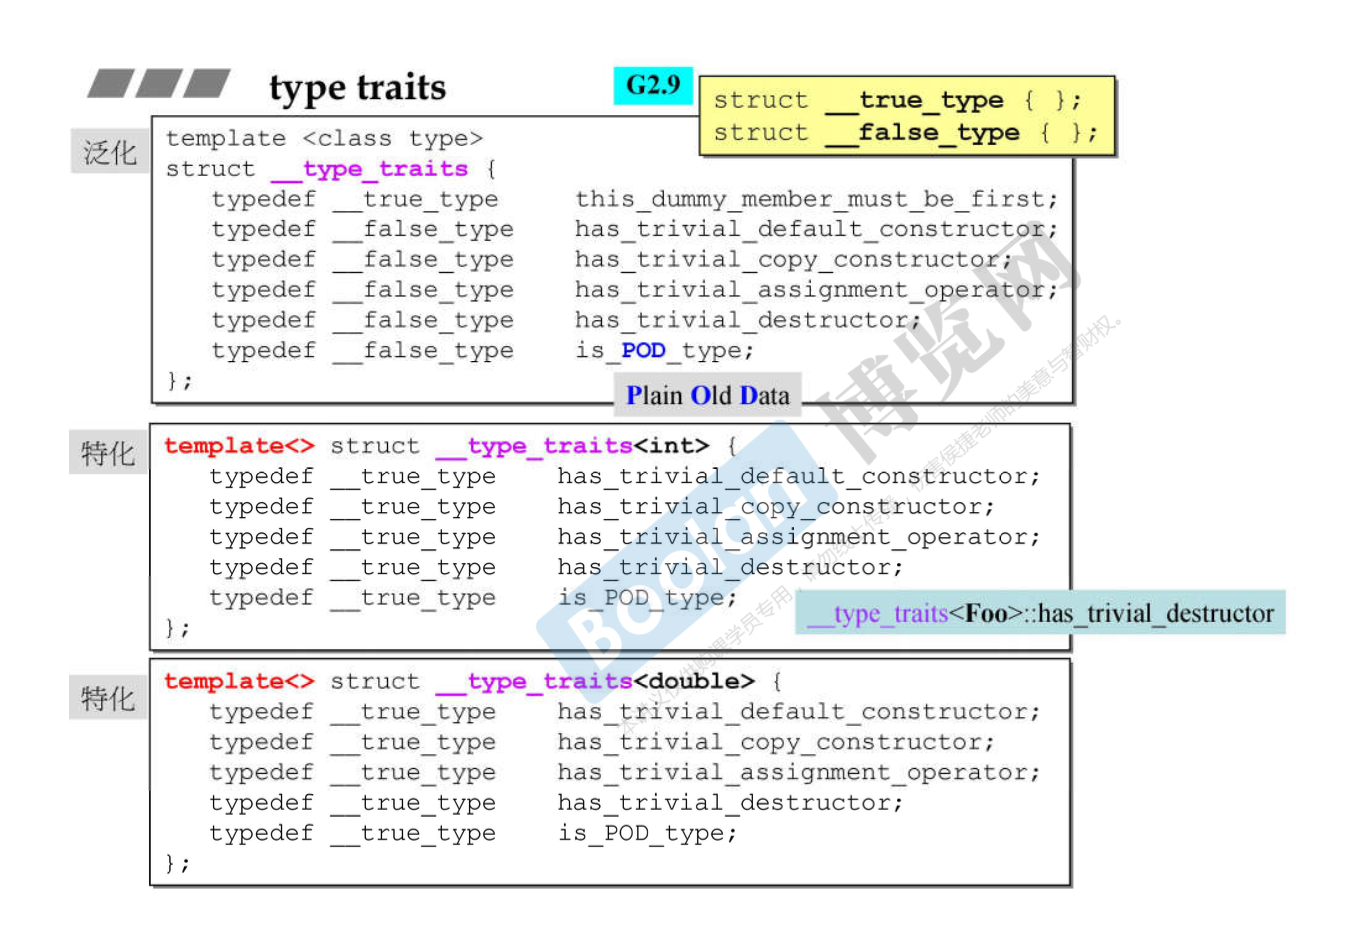 type traits
G2.9
struct __true_type { };
struct __false_type { };
泛化
template <class type>
struct __type_traits {
typedef __true_type this_dummy_member_must_be_first;
typedef __false_type has_trivial_default_constructor;
typedef __false_type has_trivial_copy_constructor;
typedef __false_type has_trivial_assignment_operator;
typedef __false_type has_trivial_destructor;
typedef __false_type is_POD_type;
};
Plain Old Data
特化
template<> struct __type_traits<int> {
typedef __true_type has_trivial_default_constructor;
typedef __true_type has_trivial_copy_constructor;
typedef __true_type has_trivial_assignment_operator;
typedef __true_type has_trivial_destructor;
typedef __true_type is_POD_type;
};
__type_traits<Foo>::has_trivial_destructor
特化
template<> struct __type_traits<double> {
typedef __true_type has_trivial_default_constructor;
typedef __true_type has_trivial_copy_constructor;
typedef __true_type has_trivial_assignment_operator;
typedef __true_type has_trivial_destructor;
typedef __true_type is_POD_type;
};
Boolan
博览网